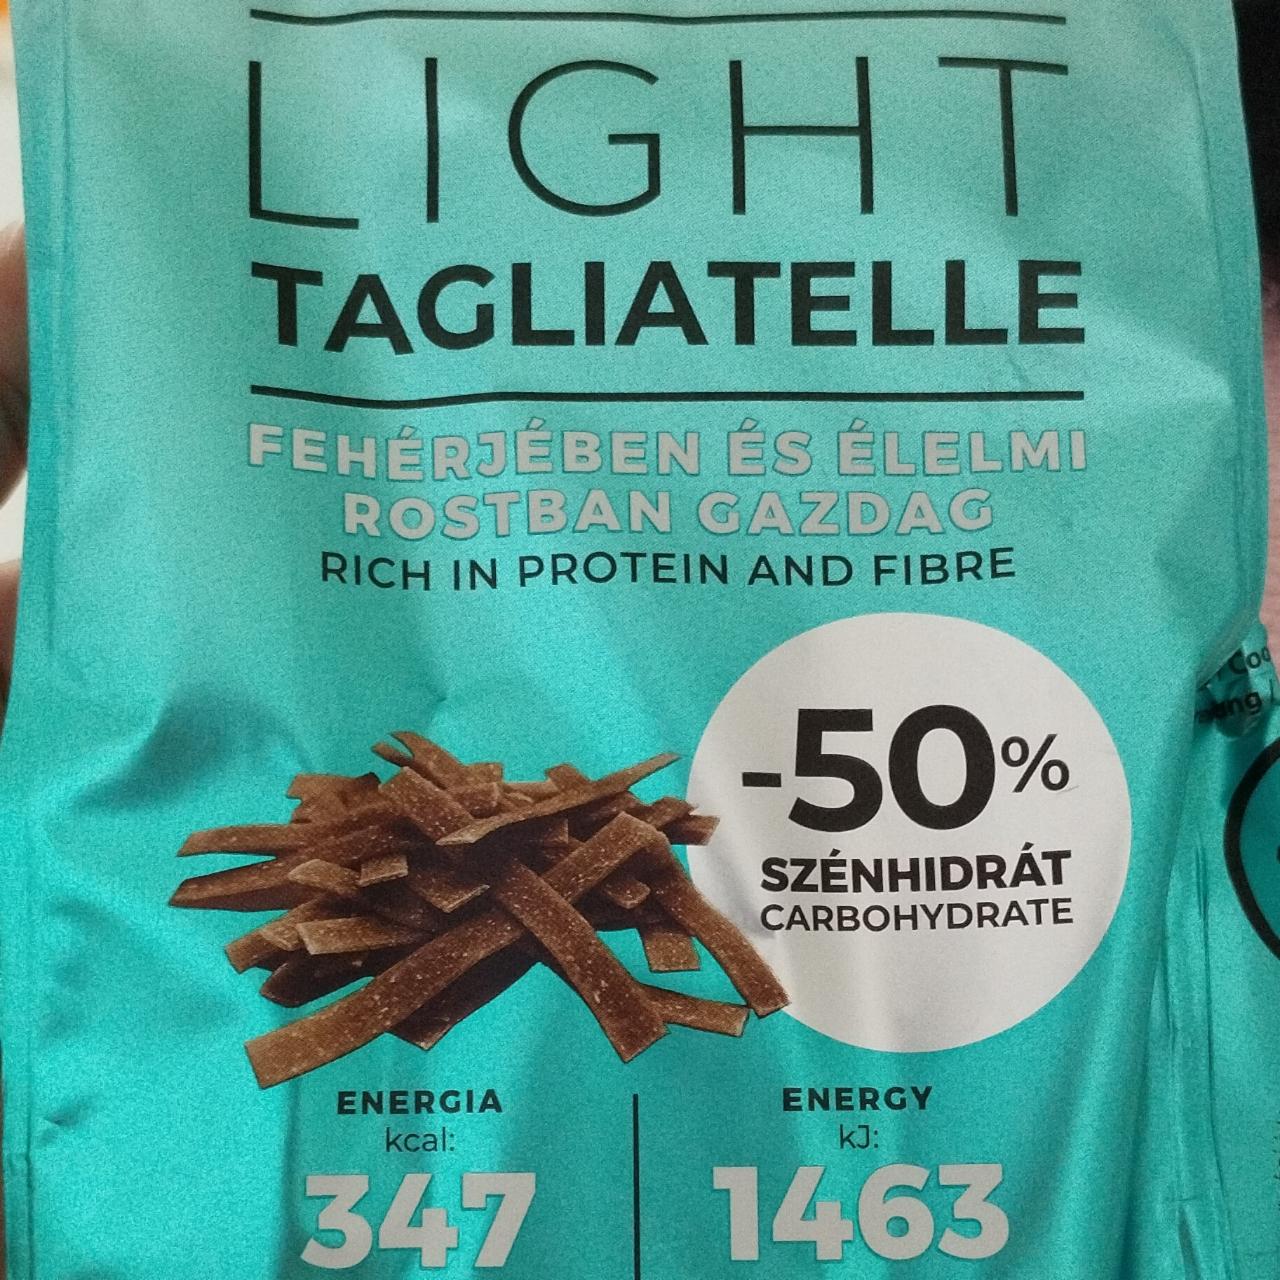 LIGHT
TAGLIATELLE
FEHÉRJÉBEN ÉS ÉLELMI
ROSTBAN GAZDAG
RICH IN PROTEIN AND FIBRE
-50%
SZÉNHIDRÁT
CARBOHYDRATE
ENERGIA
kcal:
347
ENERGY
kJ:
1463